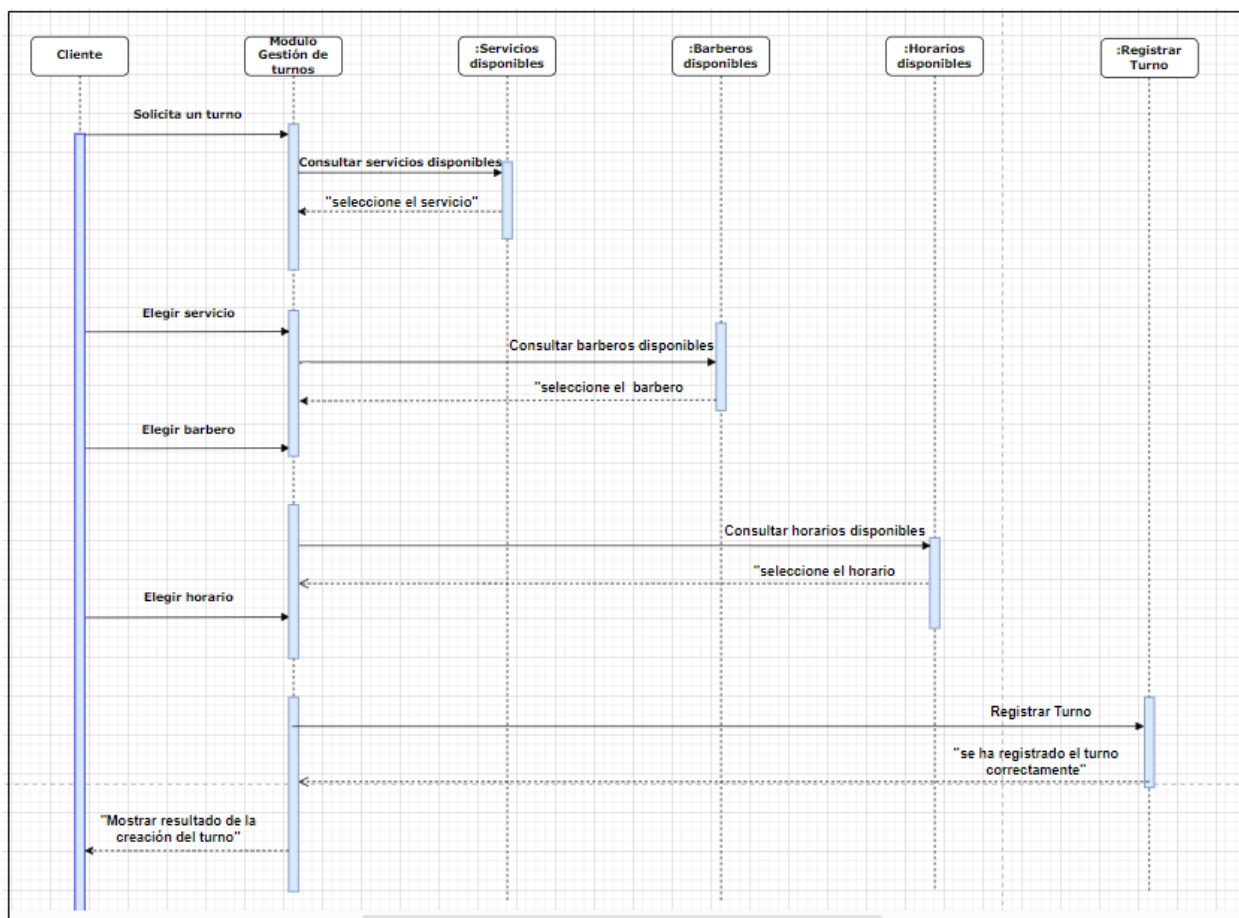 Cliente
Modulo
Gestión de
turnos
:Servicios
disponibles
:Barberos
disponibles
:Horarios
disponibles
:Registrar
Turno
Solicita un turno
Consultar servicios disponibles
"seleccione el servicio"
Elegir servicio
Consultar barberos disponibles
"seleccione el  barbero
Elegir barbero
Consultar horarios disponibles
"seleccione el horario
Elegir horario
Registrar Turno
"se ha registrado el turno
correctamente"
"Mostrar resultado de la
creación del turno"